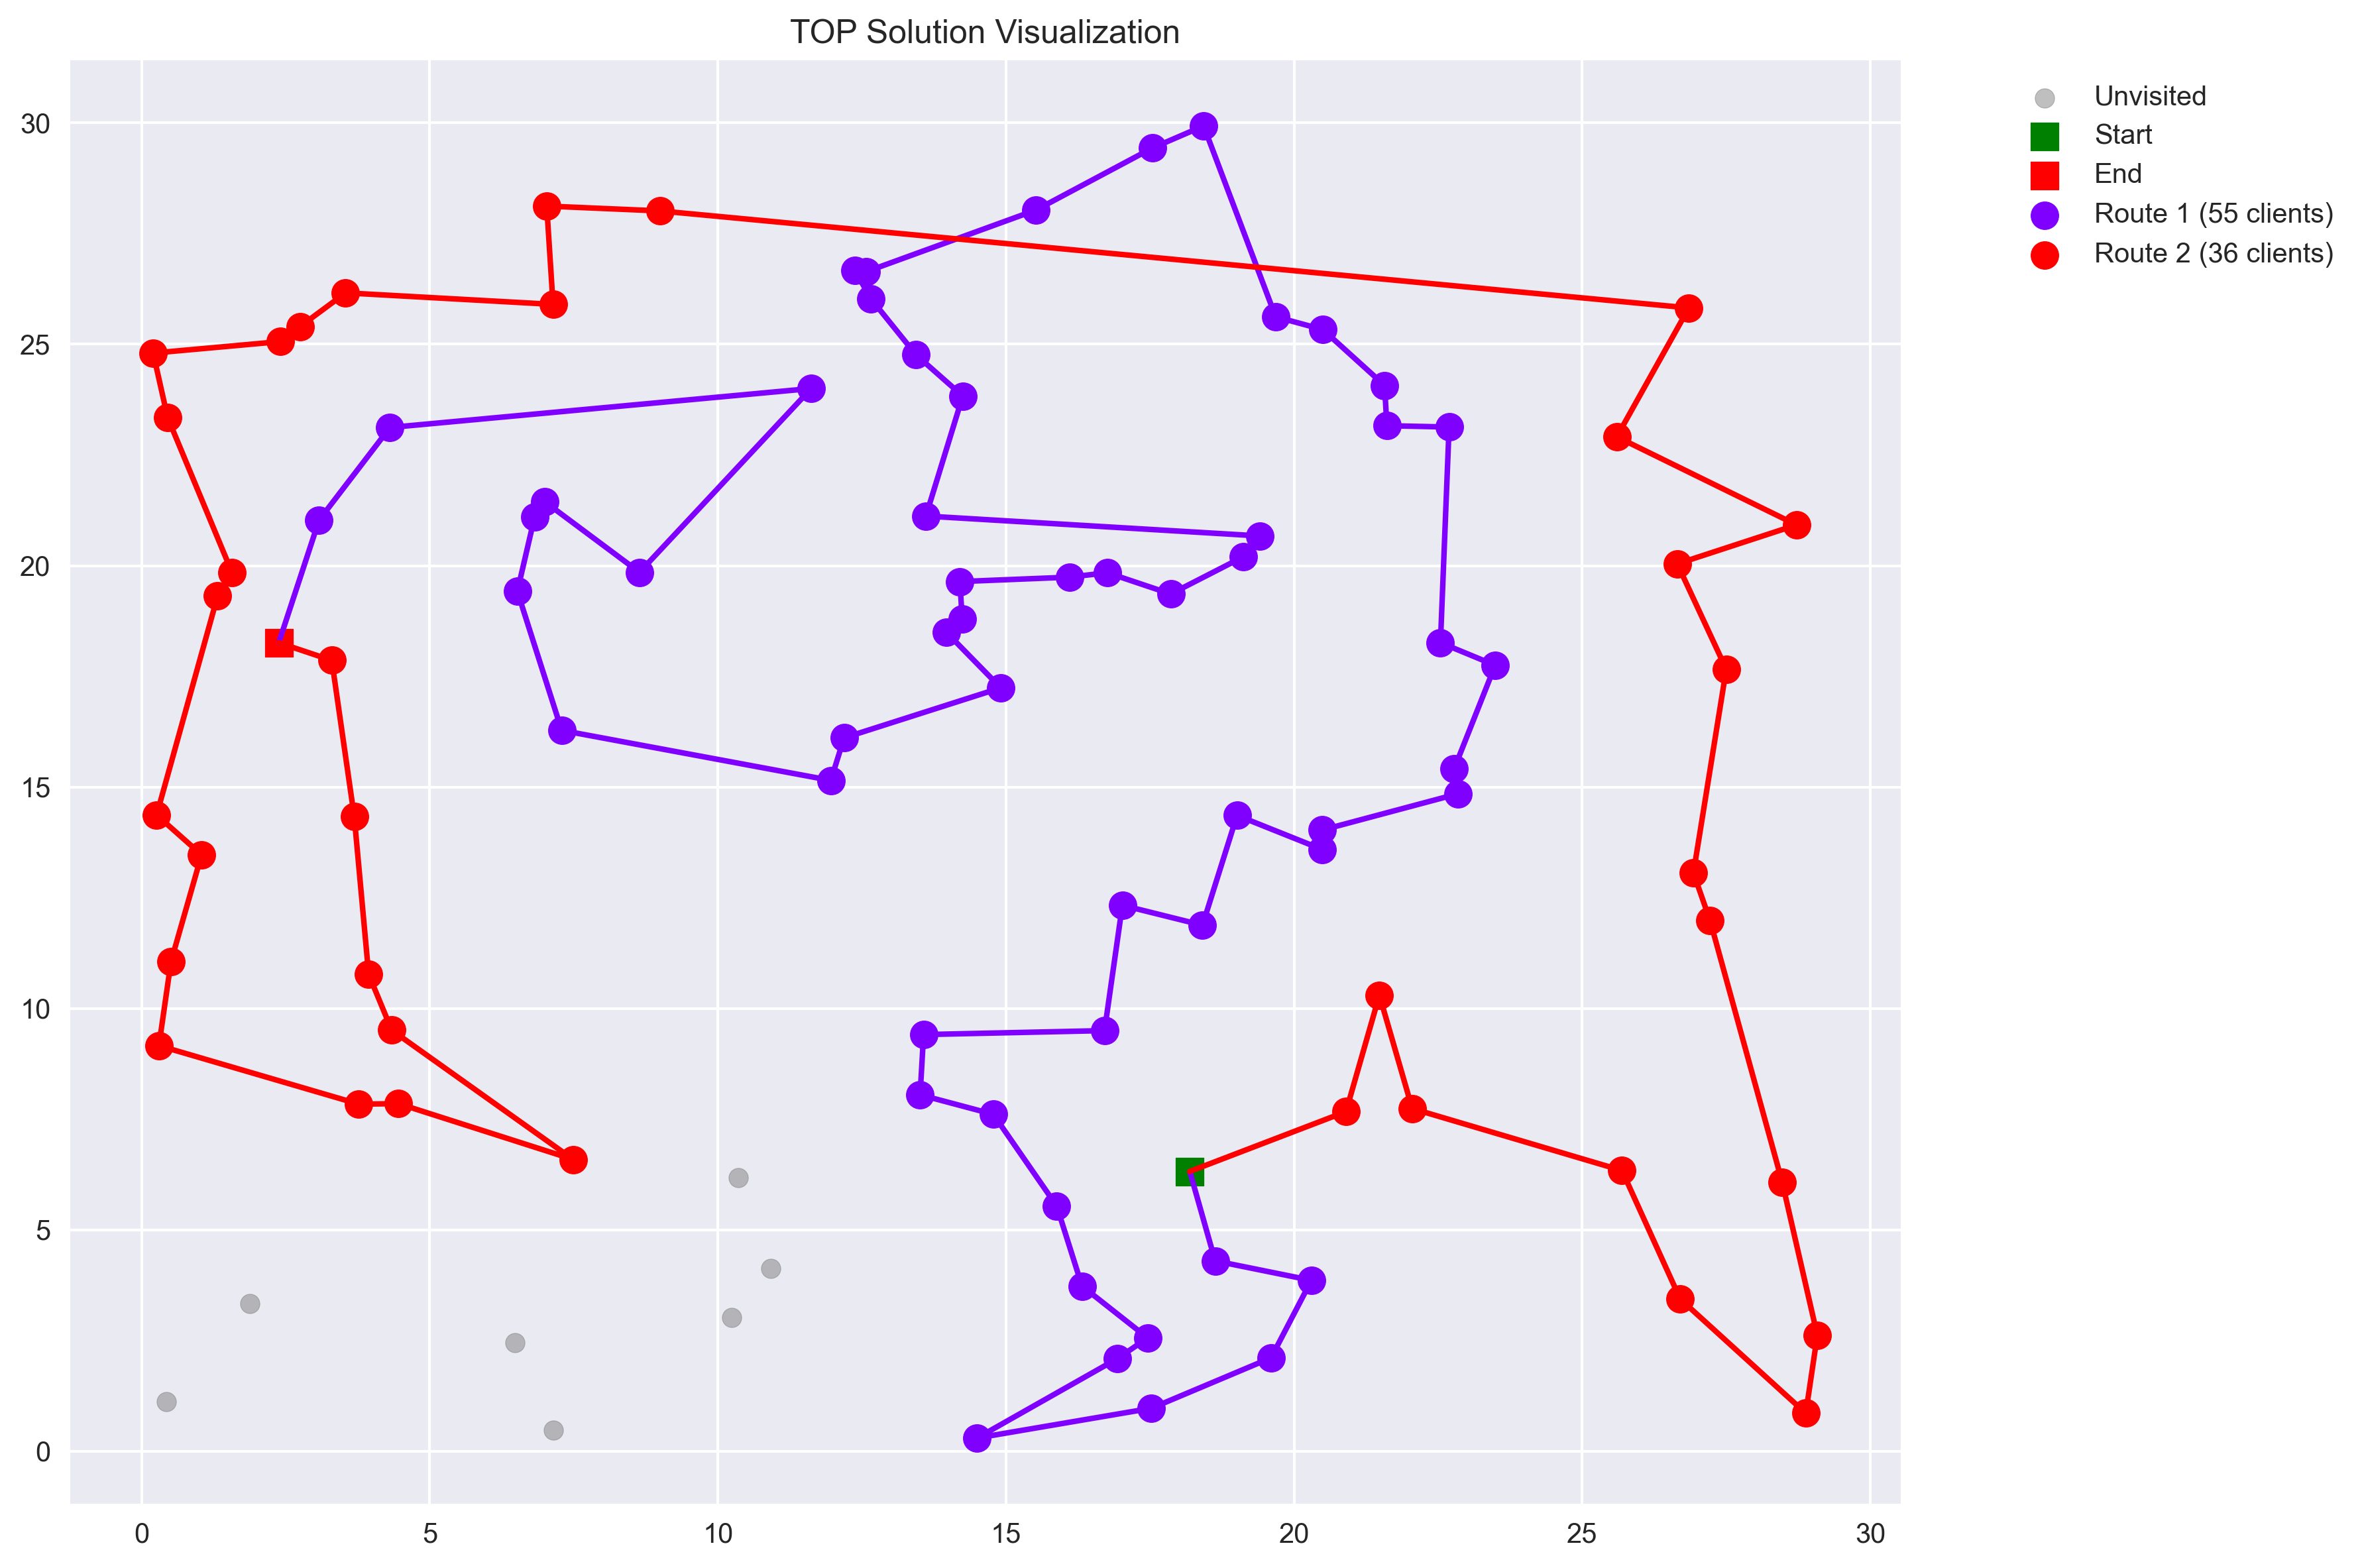 TOP Solution Visualization
30
25
20
15
10
5
0
0 5 10 15 20 25 30
Unvisited
Start
End
Route 1 (55 clients)
Route 2 (36 clients)